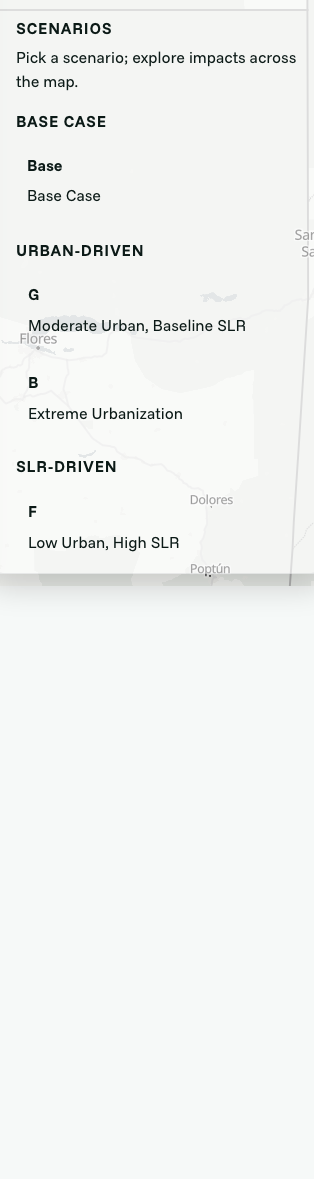 SCENARIOS
Pick a scenario; explore impacts across
the map.
BASE CASE
Base
Base Case
URBAN-DRIVEN
G
Moderate Urban, Baseline SLR
Flores
B
Extreme Urbanization
SLR-DRIVEN
Dolores
F
Low Urban, High SLR
Poptún